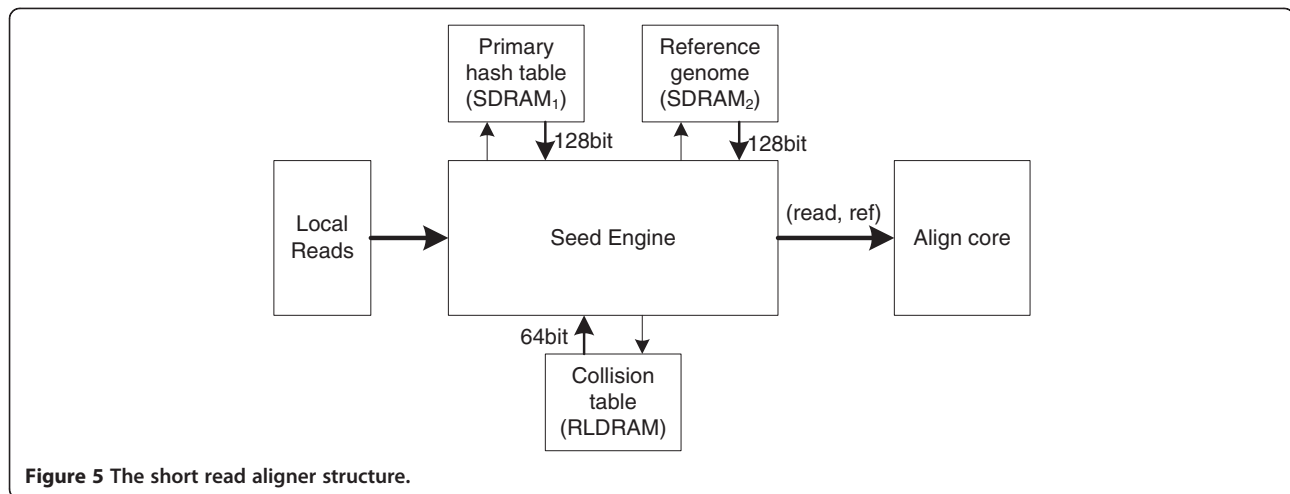 Primary
hash table
(SDRAM₁)
Reference
genome
(SDRAM₂)
128bit
128bit
Local
Reads
Seed Engine
(read, ref)
Align core
64bit
Collision
table
(RLDRAM)
Figure 5 The short read aligner structure.